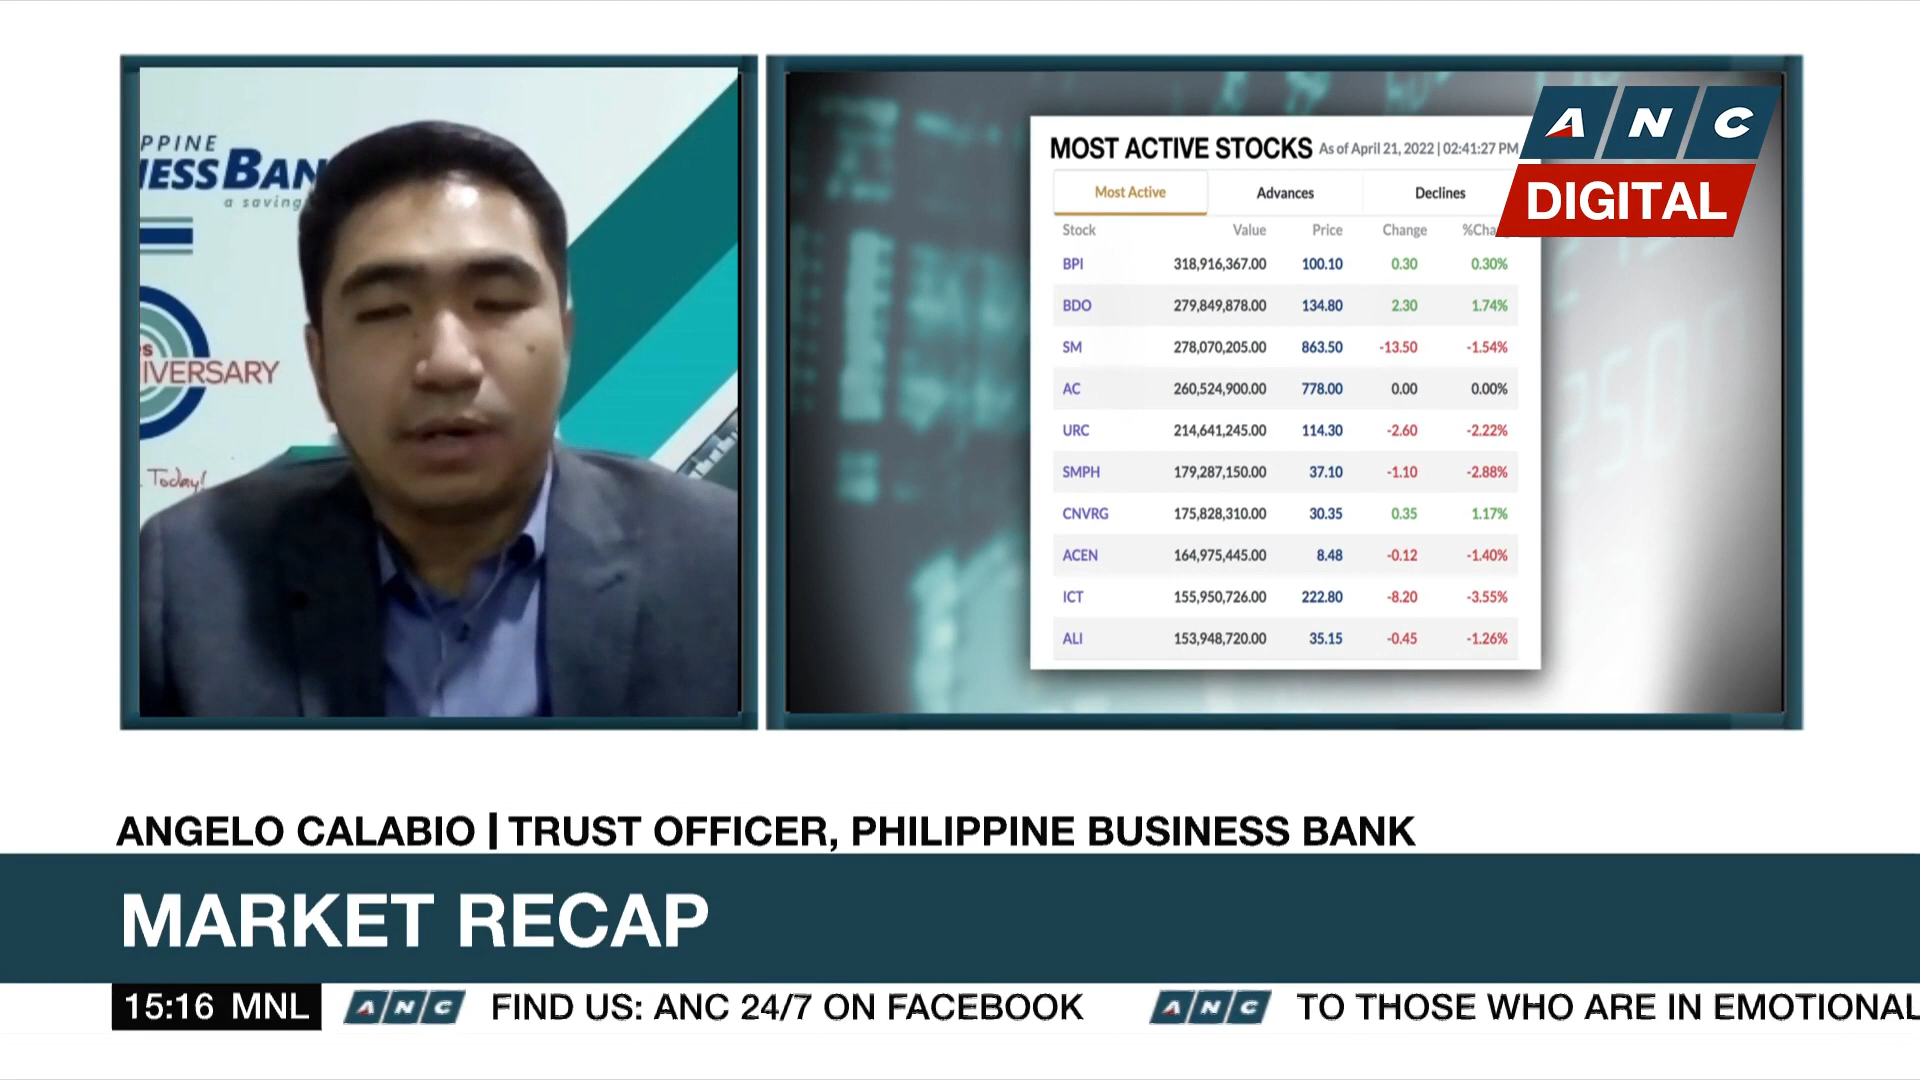 PPINE
ESSBAN
a saving
IVERSARY
Today!
MOST ACTIVE STOCKS As of April 21, 2022 | 02:41:27 PM
Most Active Advances Declines
Stock Value Price Change %Cha
BPI 318,916,367.00 100.10 0.30 0.30%
BDO 279,849,878.00 134.80 2.30 1.74%
SM 278,070,205.00 863.50 -13.50 -1.54%
AC 260,524,900.00 778.00 0.00 0.00%
URC 214,641,245.00 114.30 -2.60 -2.22%
SMPH 179,287,150.00 37.10 -1.10 -2.88%
CNVRG 175,828,310.00 30.35 0.35 1.17%
ACEN 164,975,445.00 8.48 -0.12 -1.40%
ICT 155,950,726.00 222.80 -8.20 -3.55%
ALI 153,948,720.00 35.15 -0.45 -1.26%
ANC
DIGITAL
ANGELO CALABIO | TRUST OFFICER, PHILIPPINE BUSINESS BANK
MARKET RECAP
15:16 MNL ANC FIND US: ANC 24/7 ON FACEBOOK ANC TO THOSE WHO ARE IN EMOTIONAL